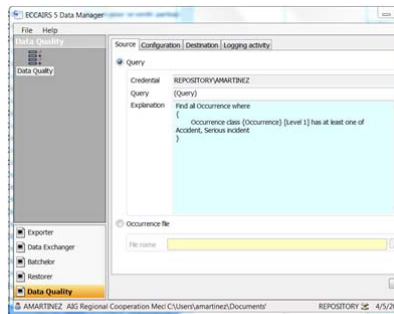 ECCAIRS 5 Data Manager
File Help
Data Quality
Data Quality
Source Configuration Destination Logging activity
Query
Credential REPOSITORY\AMARTINEZ
Query (Query)
Explanation Find all Occurrence where
{
Occurrence class (Occurrence) [Level 1] has at least one of
Accident, Serious incident
}
Occurrence file
File name
Exporter
Data Exchanger
Batchelor
Restorer
Data Quality
AMARTINEZ AIG Regional Cooperation Meci C:\Users\amartinez\Documents\ REPOSITORY 4/5/20